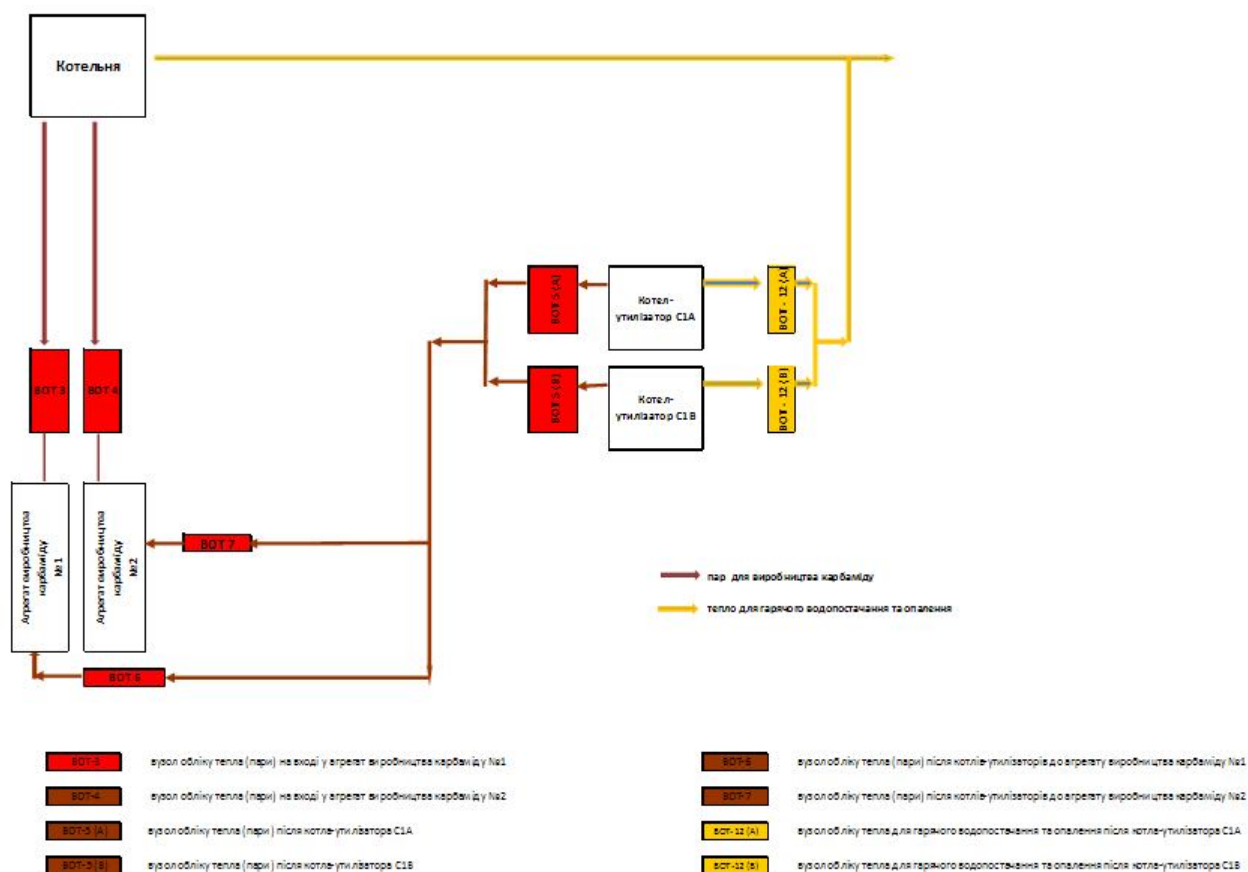 Котельня
ВОТ-5 (А)
Котел-
утилізатор С1А
ВОТ - 12 (А)
ВОТ 3
ВОТ 4
ВОТ-5 (В)
Котел-
утилізатор С1В
ВОТ - 12 (В)
Агрегат виробництва
карбаміду
№1
Агрегат виробництва
карбаміду
№2
ВОТ 7
пар для виробництва карбаміду
тепло для гарячого водопостачання та опалення
ВОТ 6
ВОТ-3 вузол обліку тепла (пари) на вході у агрегат виробництва карбаміду №1
ВОТ-4 вузол обліку тепла (пари) на вході у агрегат виробництва карбаміду №2
ВОТ-5 (А) вузол обліку тепла (пари) після котла-утилізатора С1А
ВОТ-5 (В) вузол обліку тепла (пари) після котла-утилізатора С1В
ВОТ-6 вузол обліку тепла (пари) після котлів-утилізаторів до агрегату виробництва карбаміду №1
ВОТ-7 вузол обліку тепла (пари) після котлів-утилізаторів до агрегату виробництва карбаміду №2
ВОТ-12 (А) вузол обліку тепла для гарячого водопостачання та опалення після котла-утилізатора С1А
ВОТ-12 (В) вузол обліку тепла для гарячого водопостачання та опалення після котла-утилізатора С1В